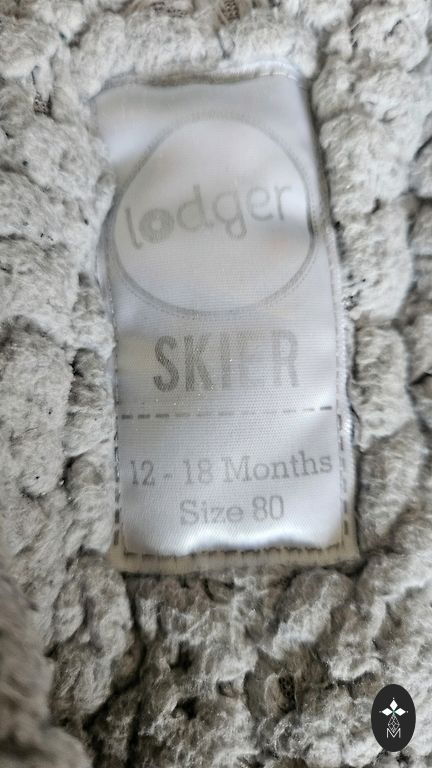 lodger
SKIER
12 - 18 Months
Size 80
M